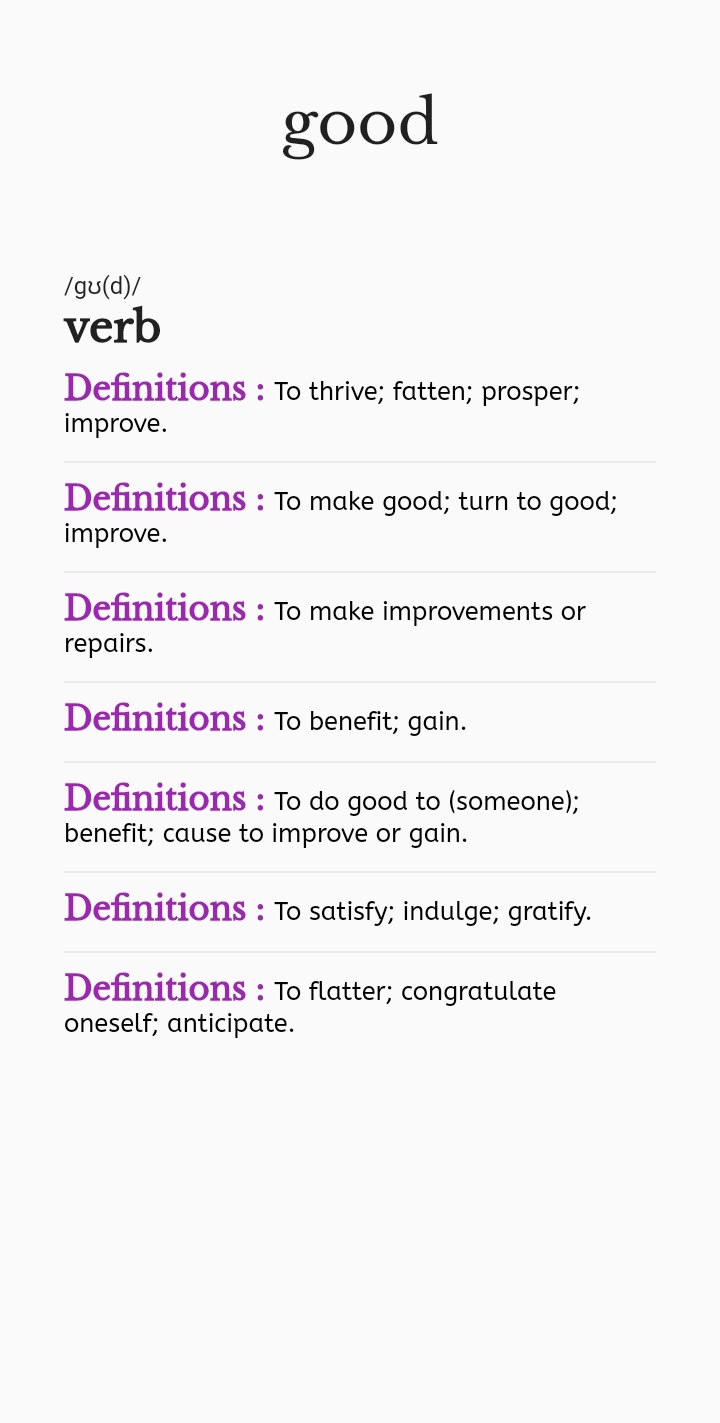 good
/ɡʊ(d)/
verb
Definitions : To thrive; fatten; prosper;
improve.
Definitions : To make good; turn to good;
improve.
Definitions : To make improvements or
repairs.
Definitions : To benefit; gain.
Definitions : To do good to (someone);
benefit; cause to improve or gain.
Definitions : To satisfy; indulge; gratify.
Definitions : To flatter; congratulate
oneself; anticipate.